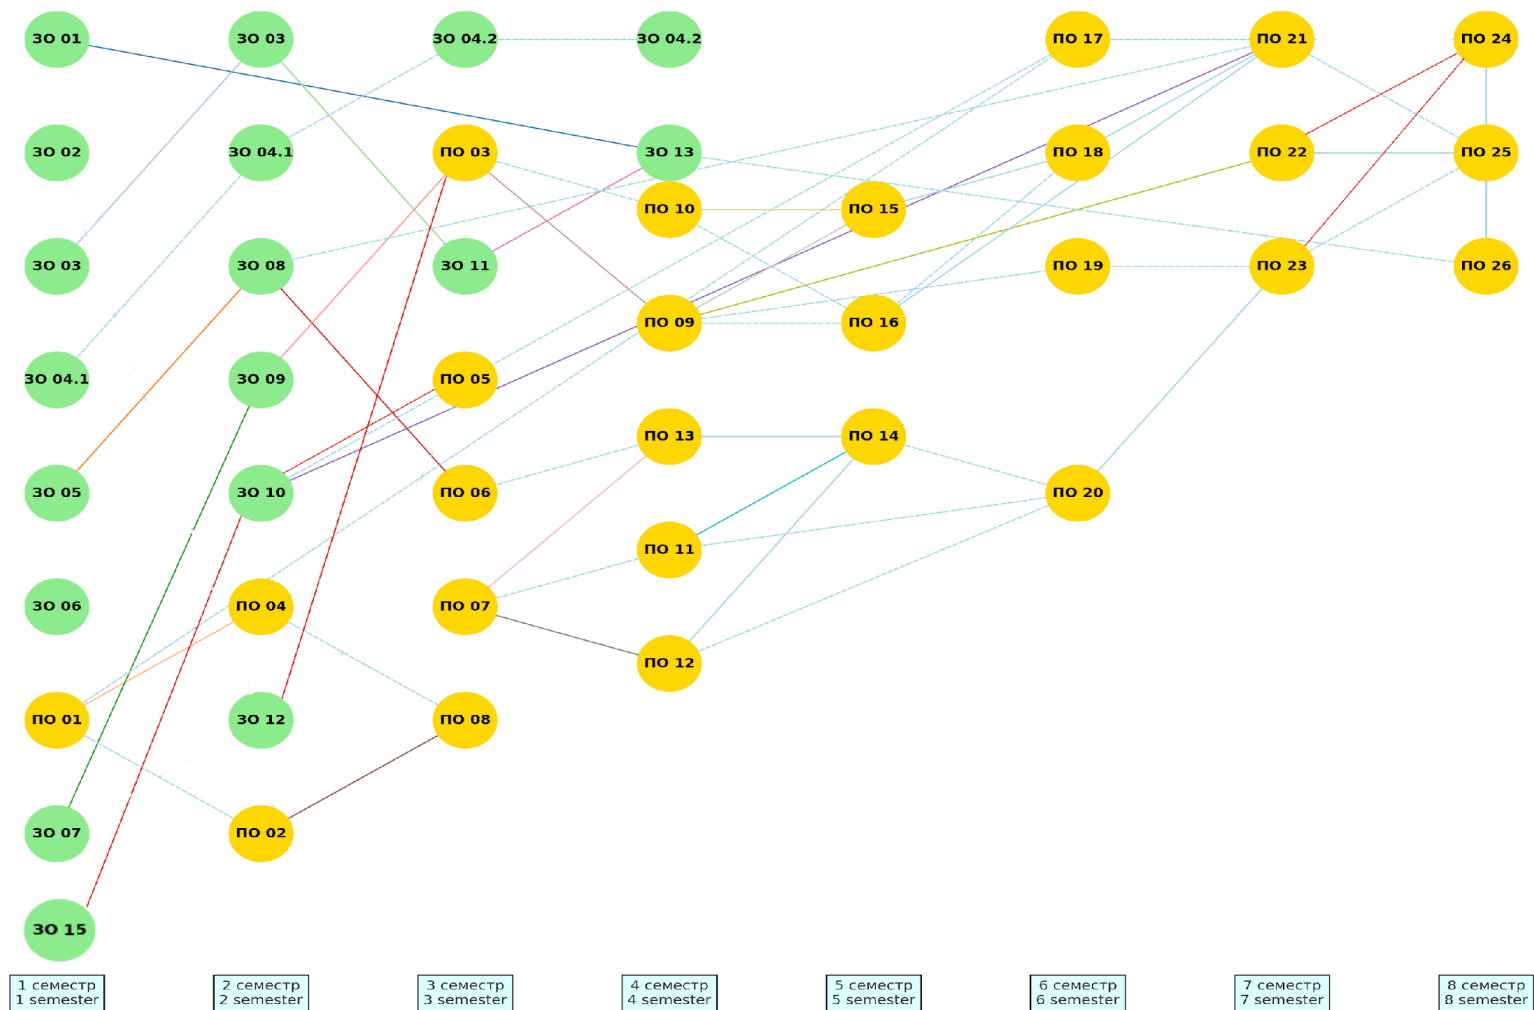 ЗО 01
ЗО 03
ЗО 04.2
ЗО 04.2
ПО 17
ПО 21
ПО 24
ЗО 02
ЗО 04.1
ПО 03
ЗО 13
ПО 18
ПО 22
ПО 25
ПО 10
ПО 15
ЗО 03
ЗО 08
ЗО 11
ПО 19
ПО 23
ПО 26
ПО 09
ПО 16
ЗО 04.1
ЗО 09
ПО 05
ПО 13
ПО 14
ЗО 05
ЗО 10
ПО 06
ПО 20
ПО 11
ЗО 06
ПО 04
ПО 07
ПО 12
ПО 01
ЗО 12
ПО 08
ЗО 07
ПО 02
ЗО 15
1 семестр
1 semester
2 семестр
2 semester
3 семестр
3 semester
4 семестр
4 semester
5 семестр
5 semester
6 семестр
6 semester
7 семестр
7 semester
8 семестр
8 semester